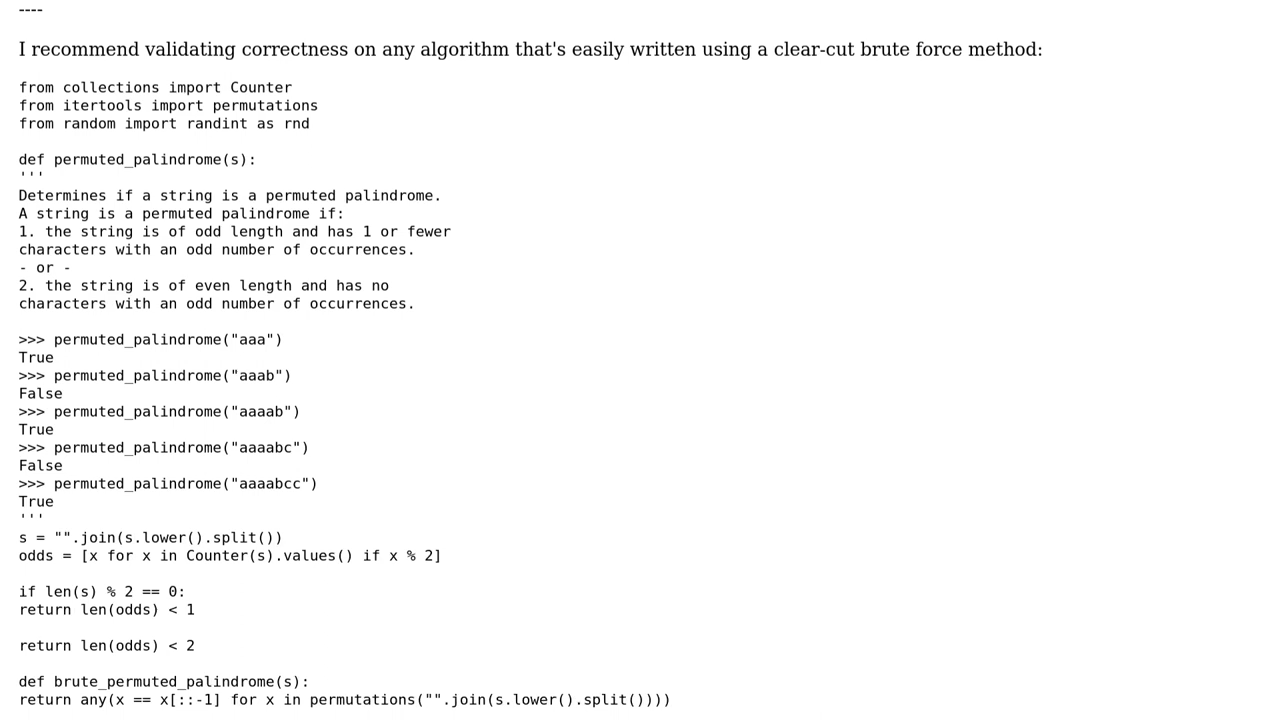 ----
I recommend validating correctness on any algorithm that's easily written using a clear-cut brute force method:
from collections import Counter
from itertools import permutations
from random import randint as rnd
def permuted_palindrome(s):
'''
Determines if a string is a permuted palindrome.
A string is a permuted palindrome if:
1. the string is of odd length and has 1 or fewer
characters with an odd number of occurrences.
- or -
2. the string is of even length and has no
characters with an odd number of occurrences.
>>> permuted_palindrome("aaa")
True
>>> permuted_palindrome("aaab")
False
>>> permuted_palindrome("aaaab")
True
>>> permuted_palindrome("aaaabc")
False
>>> permuted_palindrome("aaaabcc")
True
'''
s = "".join(s.lower().split())
odds = [x for x in Counter(s).values() if x % 2]
if len(s) % 2 == 0:
return len(odds) < 1
return len(odds) < 2
def brute_permuted_palindrome(s):
return any(x == x[::-1] for x in permutations("".join(s.lower().split())))